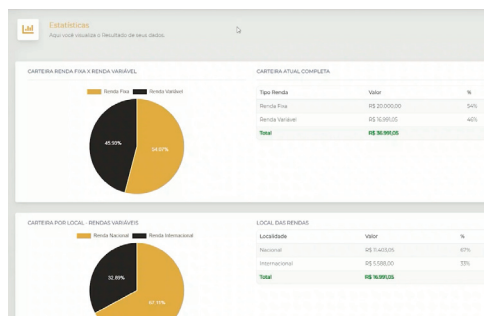 Estatísticas
Aqui você visualiza o Resultado de seus dados.
CARTEIRA RENDA FIXA X RENDA VARIÁVEL
Renda Fixa Renda Variável
45.93%
54.07%
CARTEIRA ATUAL COMPLETA
Tipo Renda Valor %
Renda Fixa R$ 20.000,00 54%
Renda Variável R$ 16.991,05 46%
Total R$ 36.991,05
CARTEIRA POR LOCAL - RENDAS VARIÁVEIS
Renda Nacional Renda Internacional
32.89%
67.11%
LOCAL DAS RENDAS
Localidade Valor %
Nacional R$ 11.403,05 67%
Internacional R$ 5.588,00 33%
Total R$ 16.991,05